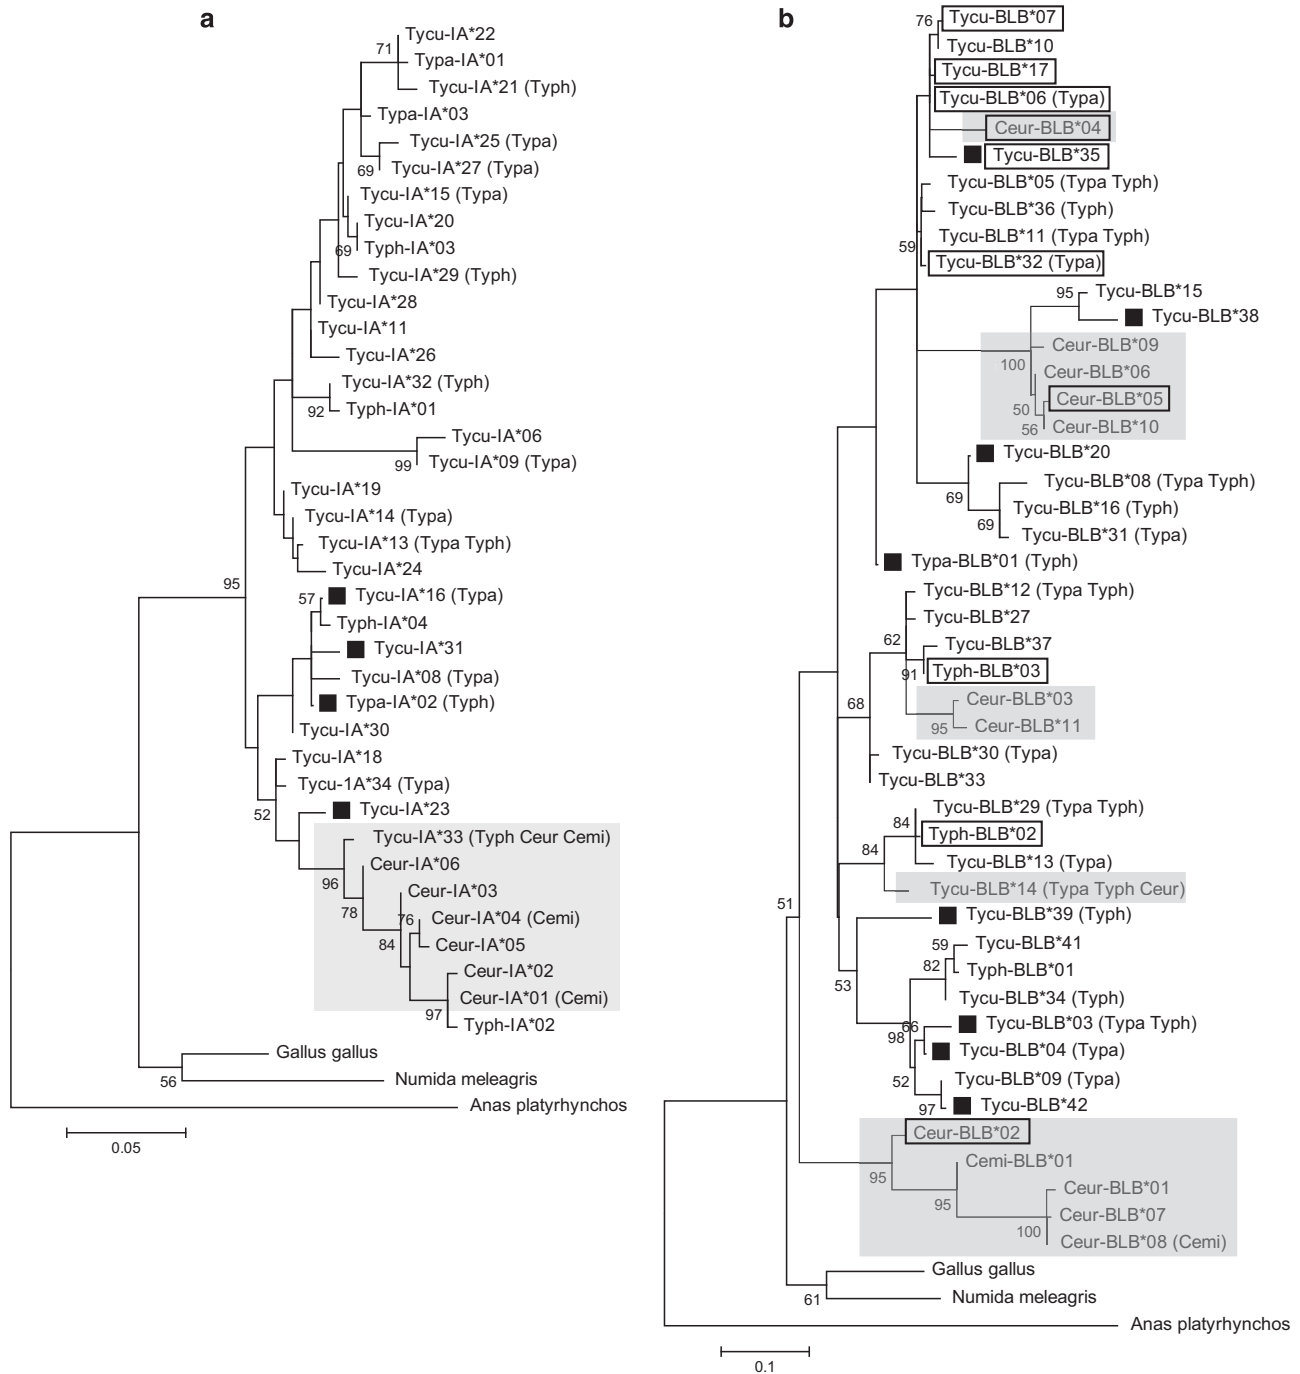 a
Tycu-IA*22
71
Typa-IA*01
Tycu-IA*21 (Typh)
Typa-IA*03
Tycu-IA*25 (Typa)
69
Tycu-IA*27 (Typa)
Tycu-IA*15 (Typa)
Tycu-IA*20
69
Typh-IA*03
Tycu-IA*29 (Typh)
Tycu-IA*28
Tycu-IA*11
Tycu-IA*26
Tycu-IA*32 (Typh)
92
Typh-IA*01
Tycu-IA*06
99
Tycu-IA*09 (Typa)
Tycu-IA*19
Tycu-IA*14 (Typa)
Tycu-IA*13 (Typa Typh)
Tycu-IA*24
95
57
Tycu-IA*16 (Typa)
Typh-IA*04
Tycu-IA*31
Tycu-IA*08 (Typa)
Typa-IA*02 (Typh)
Tycu-IA*30
Tycu-IA*18
Tycu-1A*34 (Typa)
52
Tycu-IA*23
Tycu-IA*33 (Typh Ceur Cemi)
96
Ceur-IA*06
78
Ceur-IA*03
76
Ceur-IA*04 (Cemi)
84
Ceur-IA*05
Ceur-IA*02
Ceur-IA*01 (Cemi)
97
Typh-IA*02
Gallus gallus
56
Numida meleagris
Anas platyrhynchos
0.05
b
76
Tycu-BLB*07
Tycu-BLB*10
Tycu-BLB*17
Tycu-BLB*06 (Typa)
Ceur-BLB*04
Tycu-BLB*35
Tycu-BLB*05 (Typa Typh)
Tycu-BLB*36 (Typh)
Tycu-BLB*11 (Typa Typh)
59
Tycu-BLB*32 (Typa)
95
Tycu-BLB*15
Tycu-BLB*38
Ceur-BLB*09
100
Ceur-BLB*06
50
Ceur-BLB*05
56
Ceur-BLB*10
Tycu-BLB*20
69
Tycu-BLB*08 (Typa Typh)
Tycu-BLB*16 (Typh)
69
Tycu-BLB*31 (Typa)
Typa-BLB*01 (Typh)
Tycu-BLB*12 (Typa Typh)
Tycu-BLB*27
62
Tycu-BLB*37
91
Typh-BLB*03
68
Ceur-BLB*03
95
Ceur-BLB*11
Tycu-BLB*30 (Typa)
Tycu-BLB*33
Tycu-BLB*29 (Typa Typh)
84
Typh-BLB*02
84
Tycu-BLB*13 (Typa)
Tycu-BLB*14 (Typa Typh Ceur)
51
Tycu-BLB*39 (Typh)
59
Tycu-BLB*41
82
Typh-BLB*01
53
Tycu-BLB*34 (Typh)
66
Tycu-BLB*03 (Typa Typh)
98
Tycu-BLB*04 (Typa)
52
Tycu-BLB*09 (Typa)
97
Tycu-BLB*42
Ceur-BLB*02
Cemi-BLB*01
95
Ceur-BLB*01
95
Ceur-BLB*07
100
Ceur-BLB*08 (Cemi)
Gallus gallus
61
Numida meleagris
Anas platyrhynchos
0.1